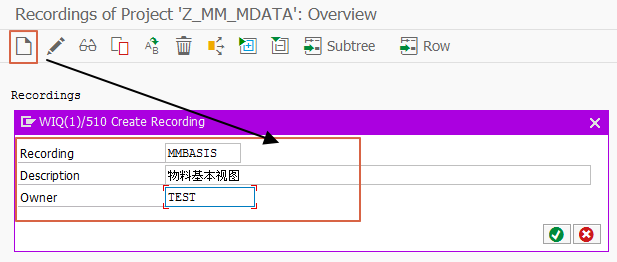 Recordings of Project 'Z_MM_MDATA': Overview
Subtree Row
Recordings
WIQ(1)/510 Create Recording
Recording MMBASIS
Description 物料基本视图
Owner TEST